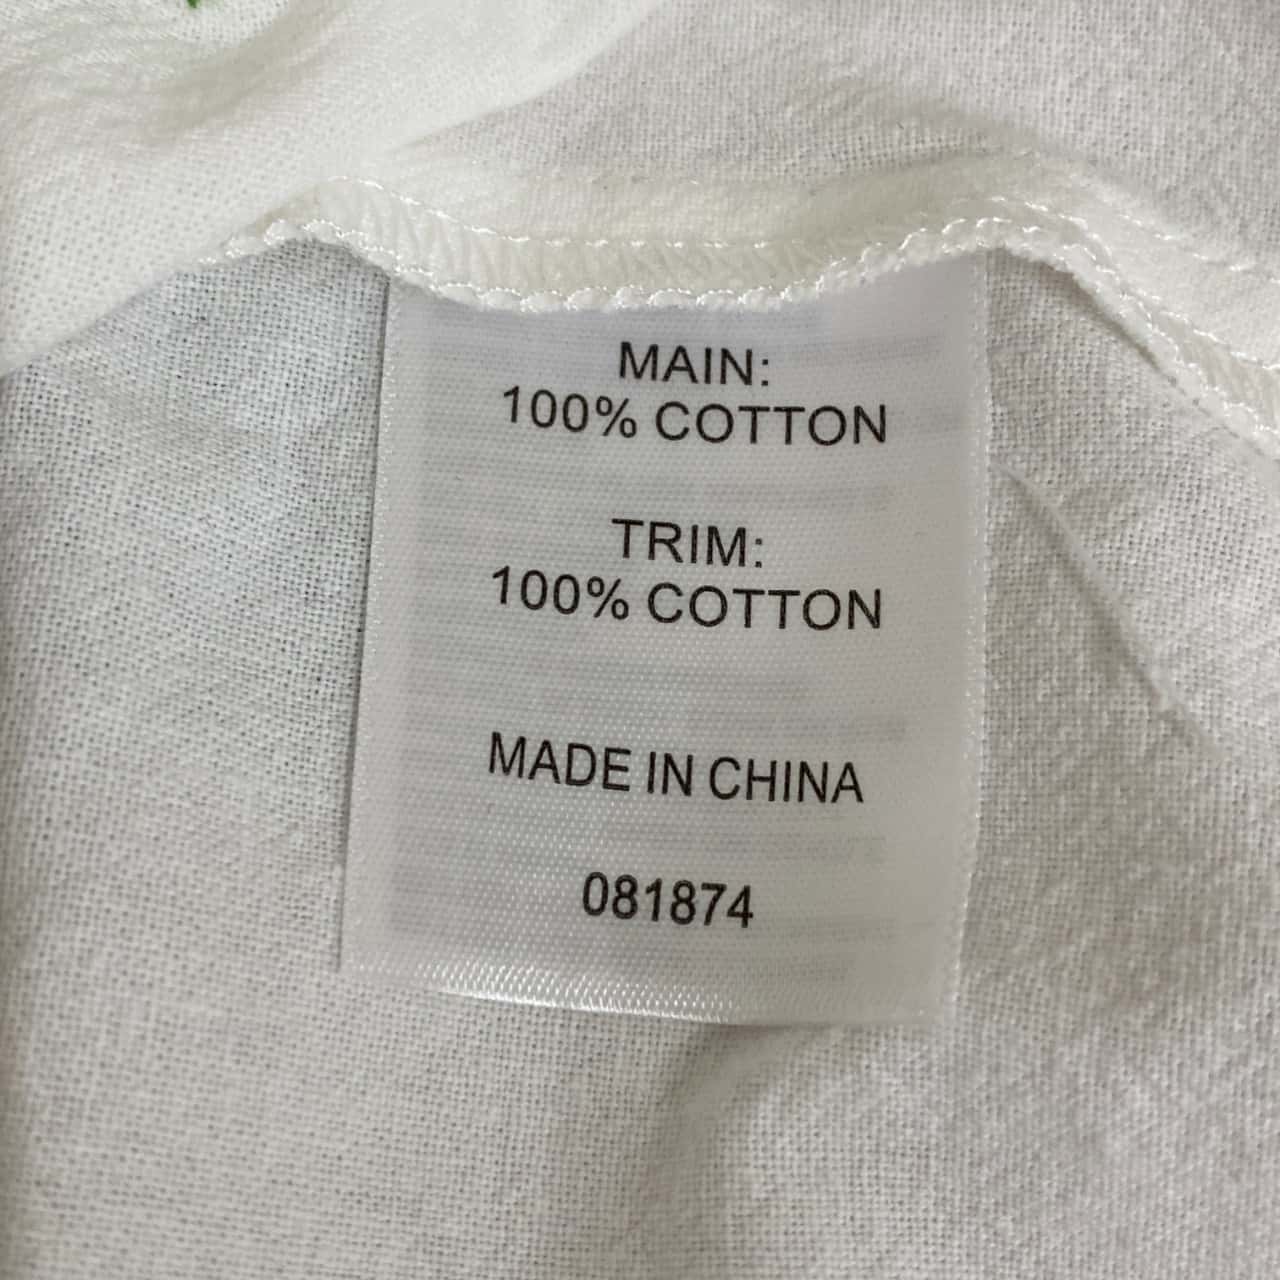 MAIN:
100% COTTON
TRIM:
100% COTTON
MADE IN CHINA
081874